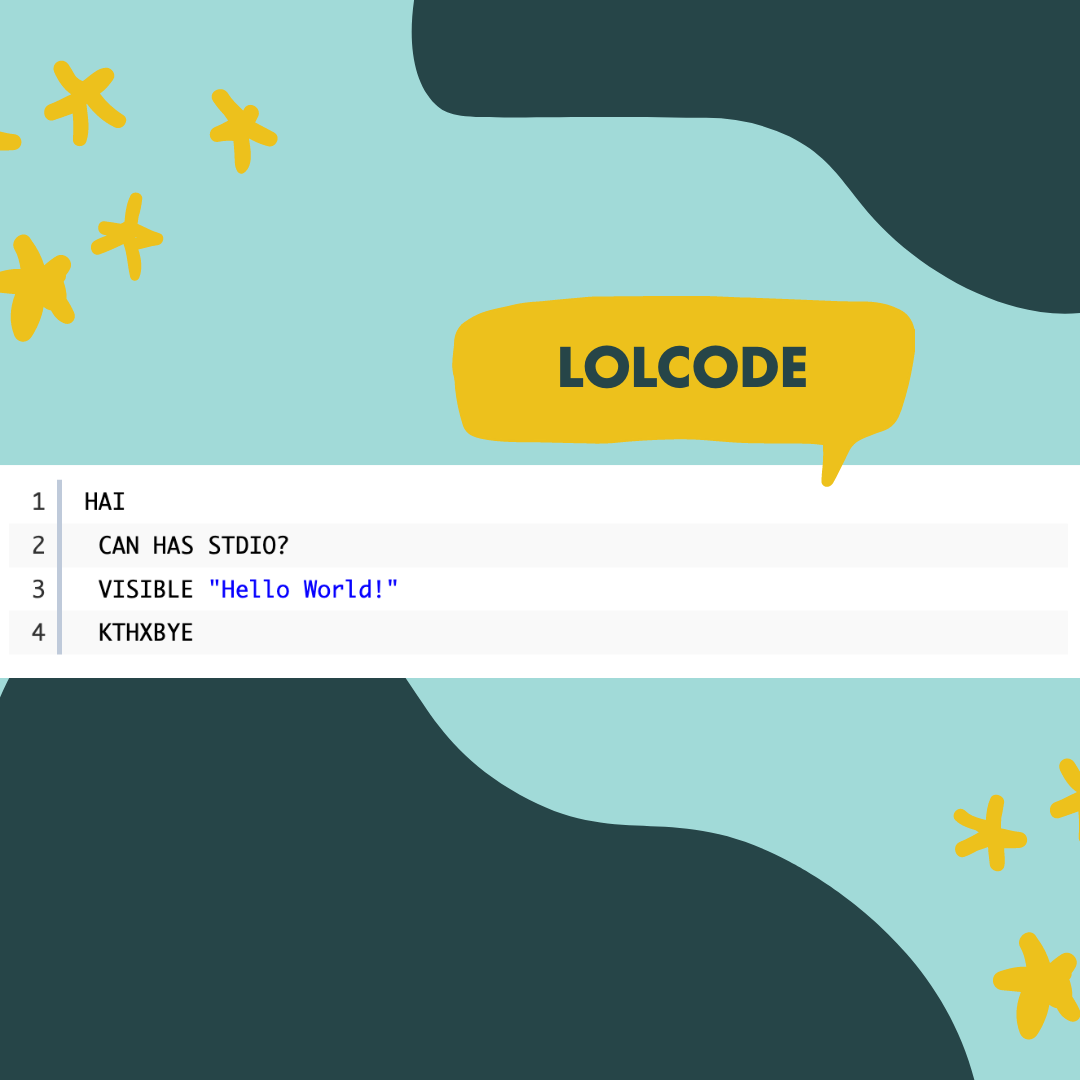 LOLCODE
1 HAI
2 CAN HAS STDIO?
3 VISIBLE "Hello World!"
4 KTHXBYE